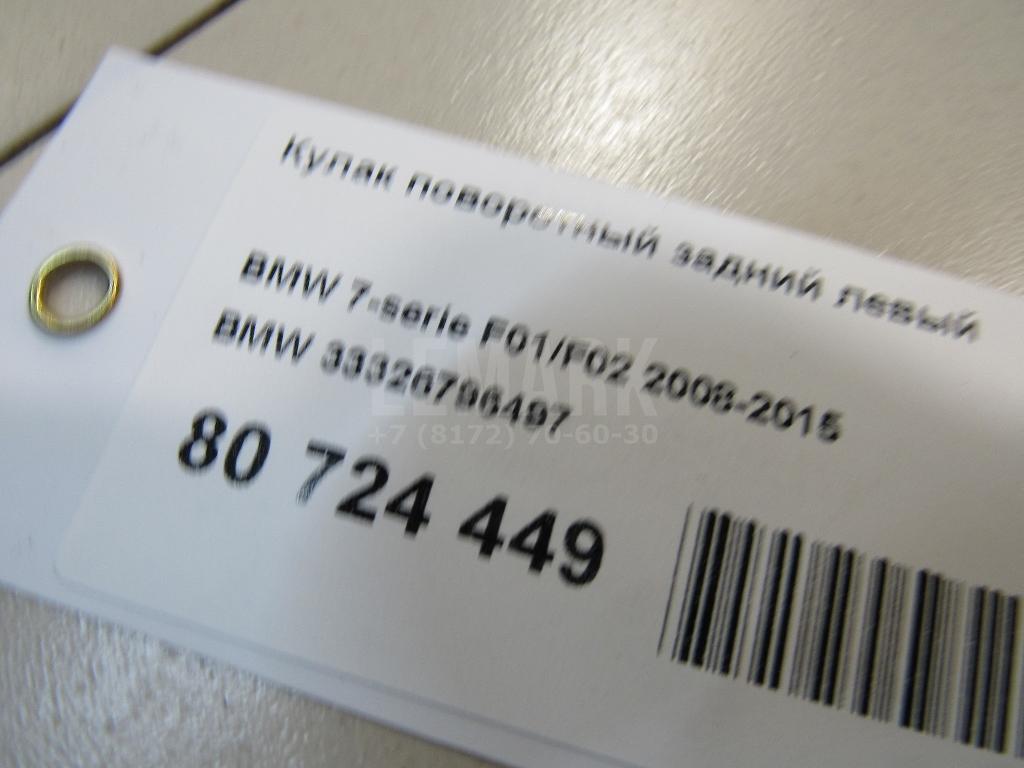 Кулак поворотный задний левый
BMW 7-serie F01/F02 2008-2015
BMW 33326796497
80 724 449
LEMARK
+7 (8172) 70-60-30